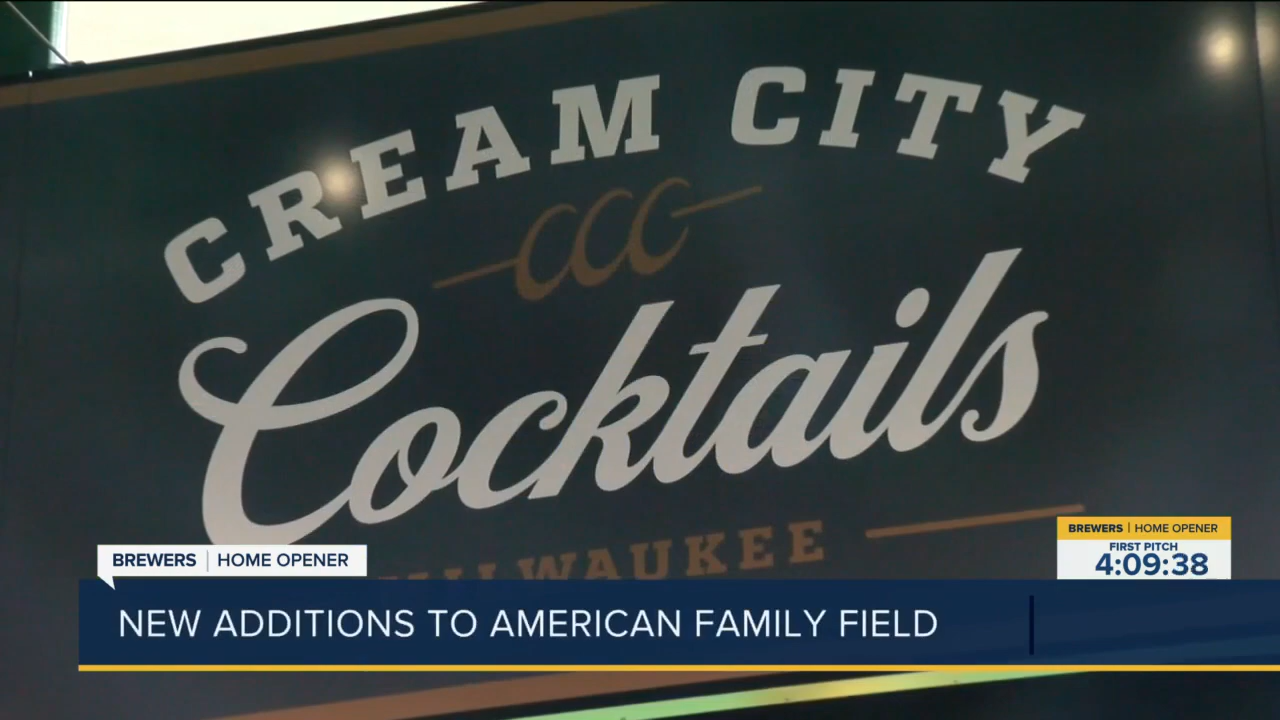 CREAM CITY
CCC
Cocktails
MILWAUKEE
BREWERS | HOME OPENER
FIRST PITCH
4:09:38
BREWERS | HOME OPENER
NEW ADDITIONS TO AMERICAN FAMILY FIELD